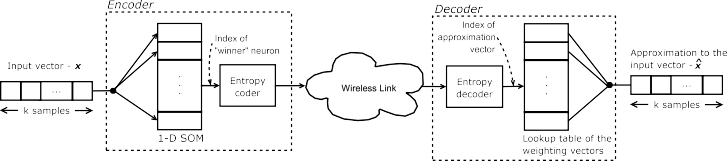 Encoder
Input vector - x
...
k samples
1-D SOM
Index of
"winner" neuron
Entropy
coder
Wireless Link
Decoder
Entropy
decoder
Index of
approximation
vector
Lookup table of the
weighting vectors
Approximation to the
input vector - x̂
...
k samples